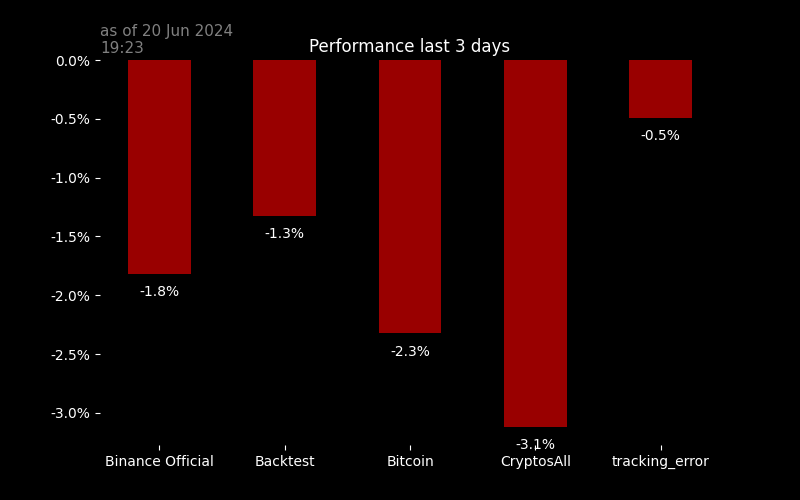 as of 20 Jun 2024
19:23
Performance last 3 days
0.0%
-0.5%
-1.0%
-1.5%
-2.0%
-2.5%
-3.0%
-1.8%
-1.3%
-2.3%
-3.1%
-0.5%
Binance Official
Backtest
Bitcoin
CryptosAll
tracking_error